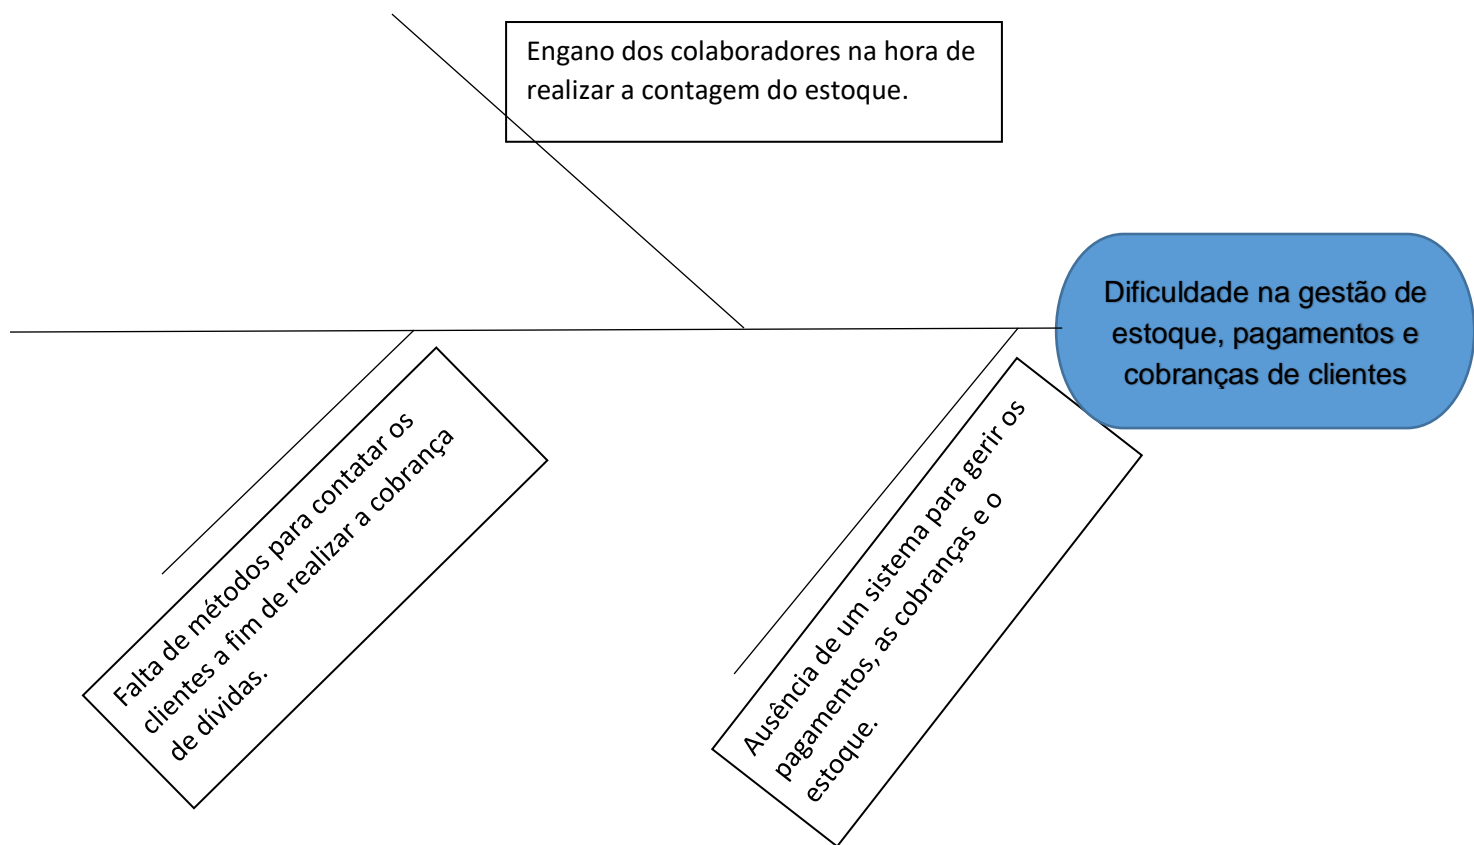 Engano dos colaboradores na hora de
realizar a contagem do estoque.
Dificuldade na gestão de
estoque, pagamentos e
cobranças de clientes
Falta de métodos para contatar os
clientes a fim de realizar a cobrança
de dívidas.
Ausência de um sistema para gerir os
pagamentos, as cobranças e o
estoque.